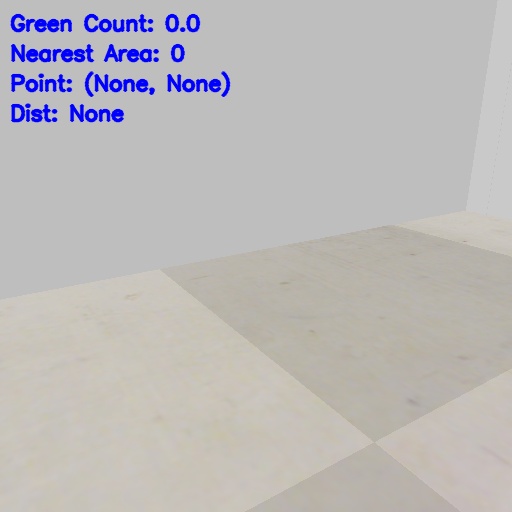 Green Count: 0.0
Nearest Area: 0
Point: (None, None)
Dist: None